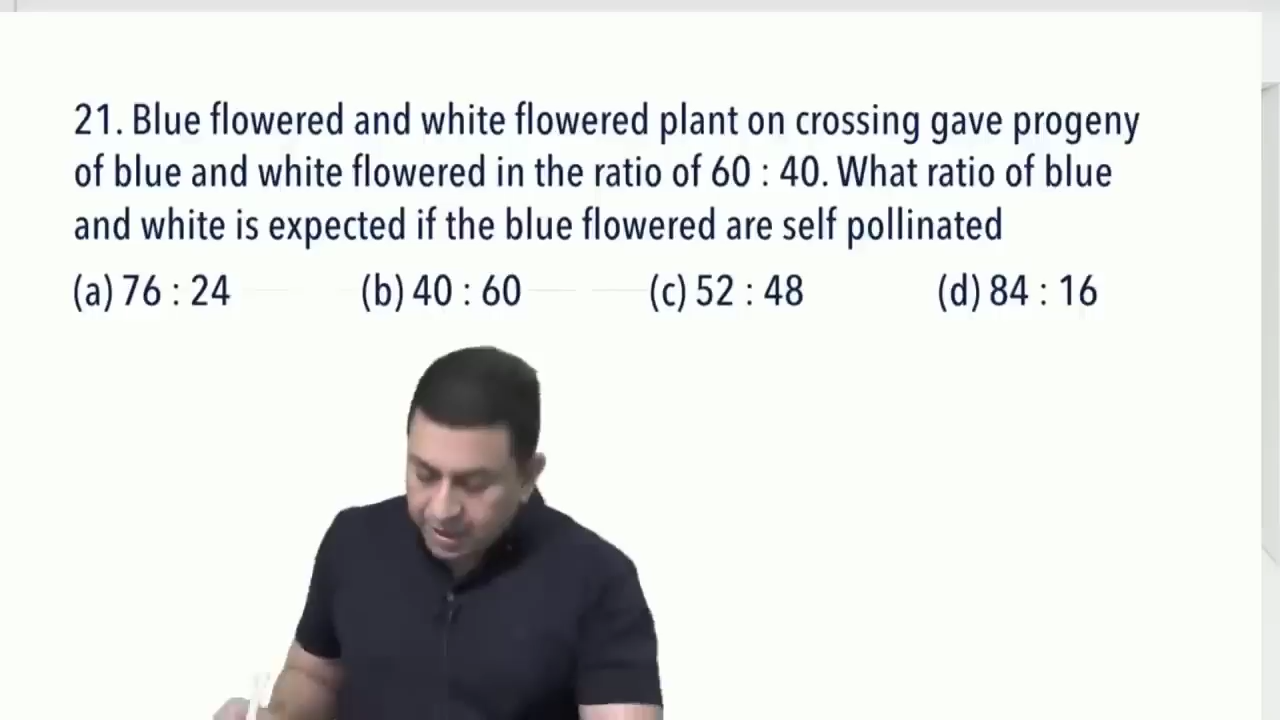 21. Blue flowered and white flowered plant on crossing gave progeny
of blue and white flowered in the ratio of 60 : 40. What ratio of blue
and white is expected if the blue flowered are self pollinated
(a) 76 : 24 (b) 40 : 60 (c) 52 : 48 (d) 84 : 16